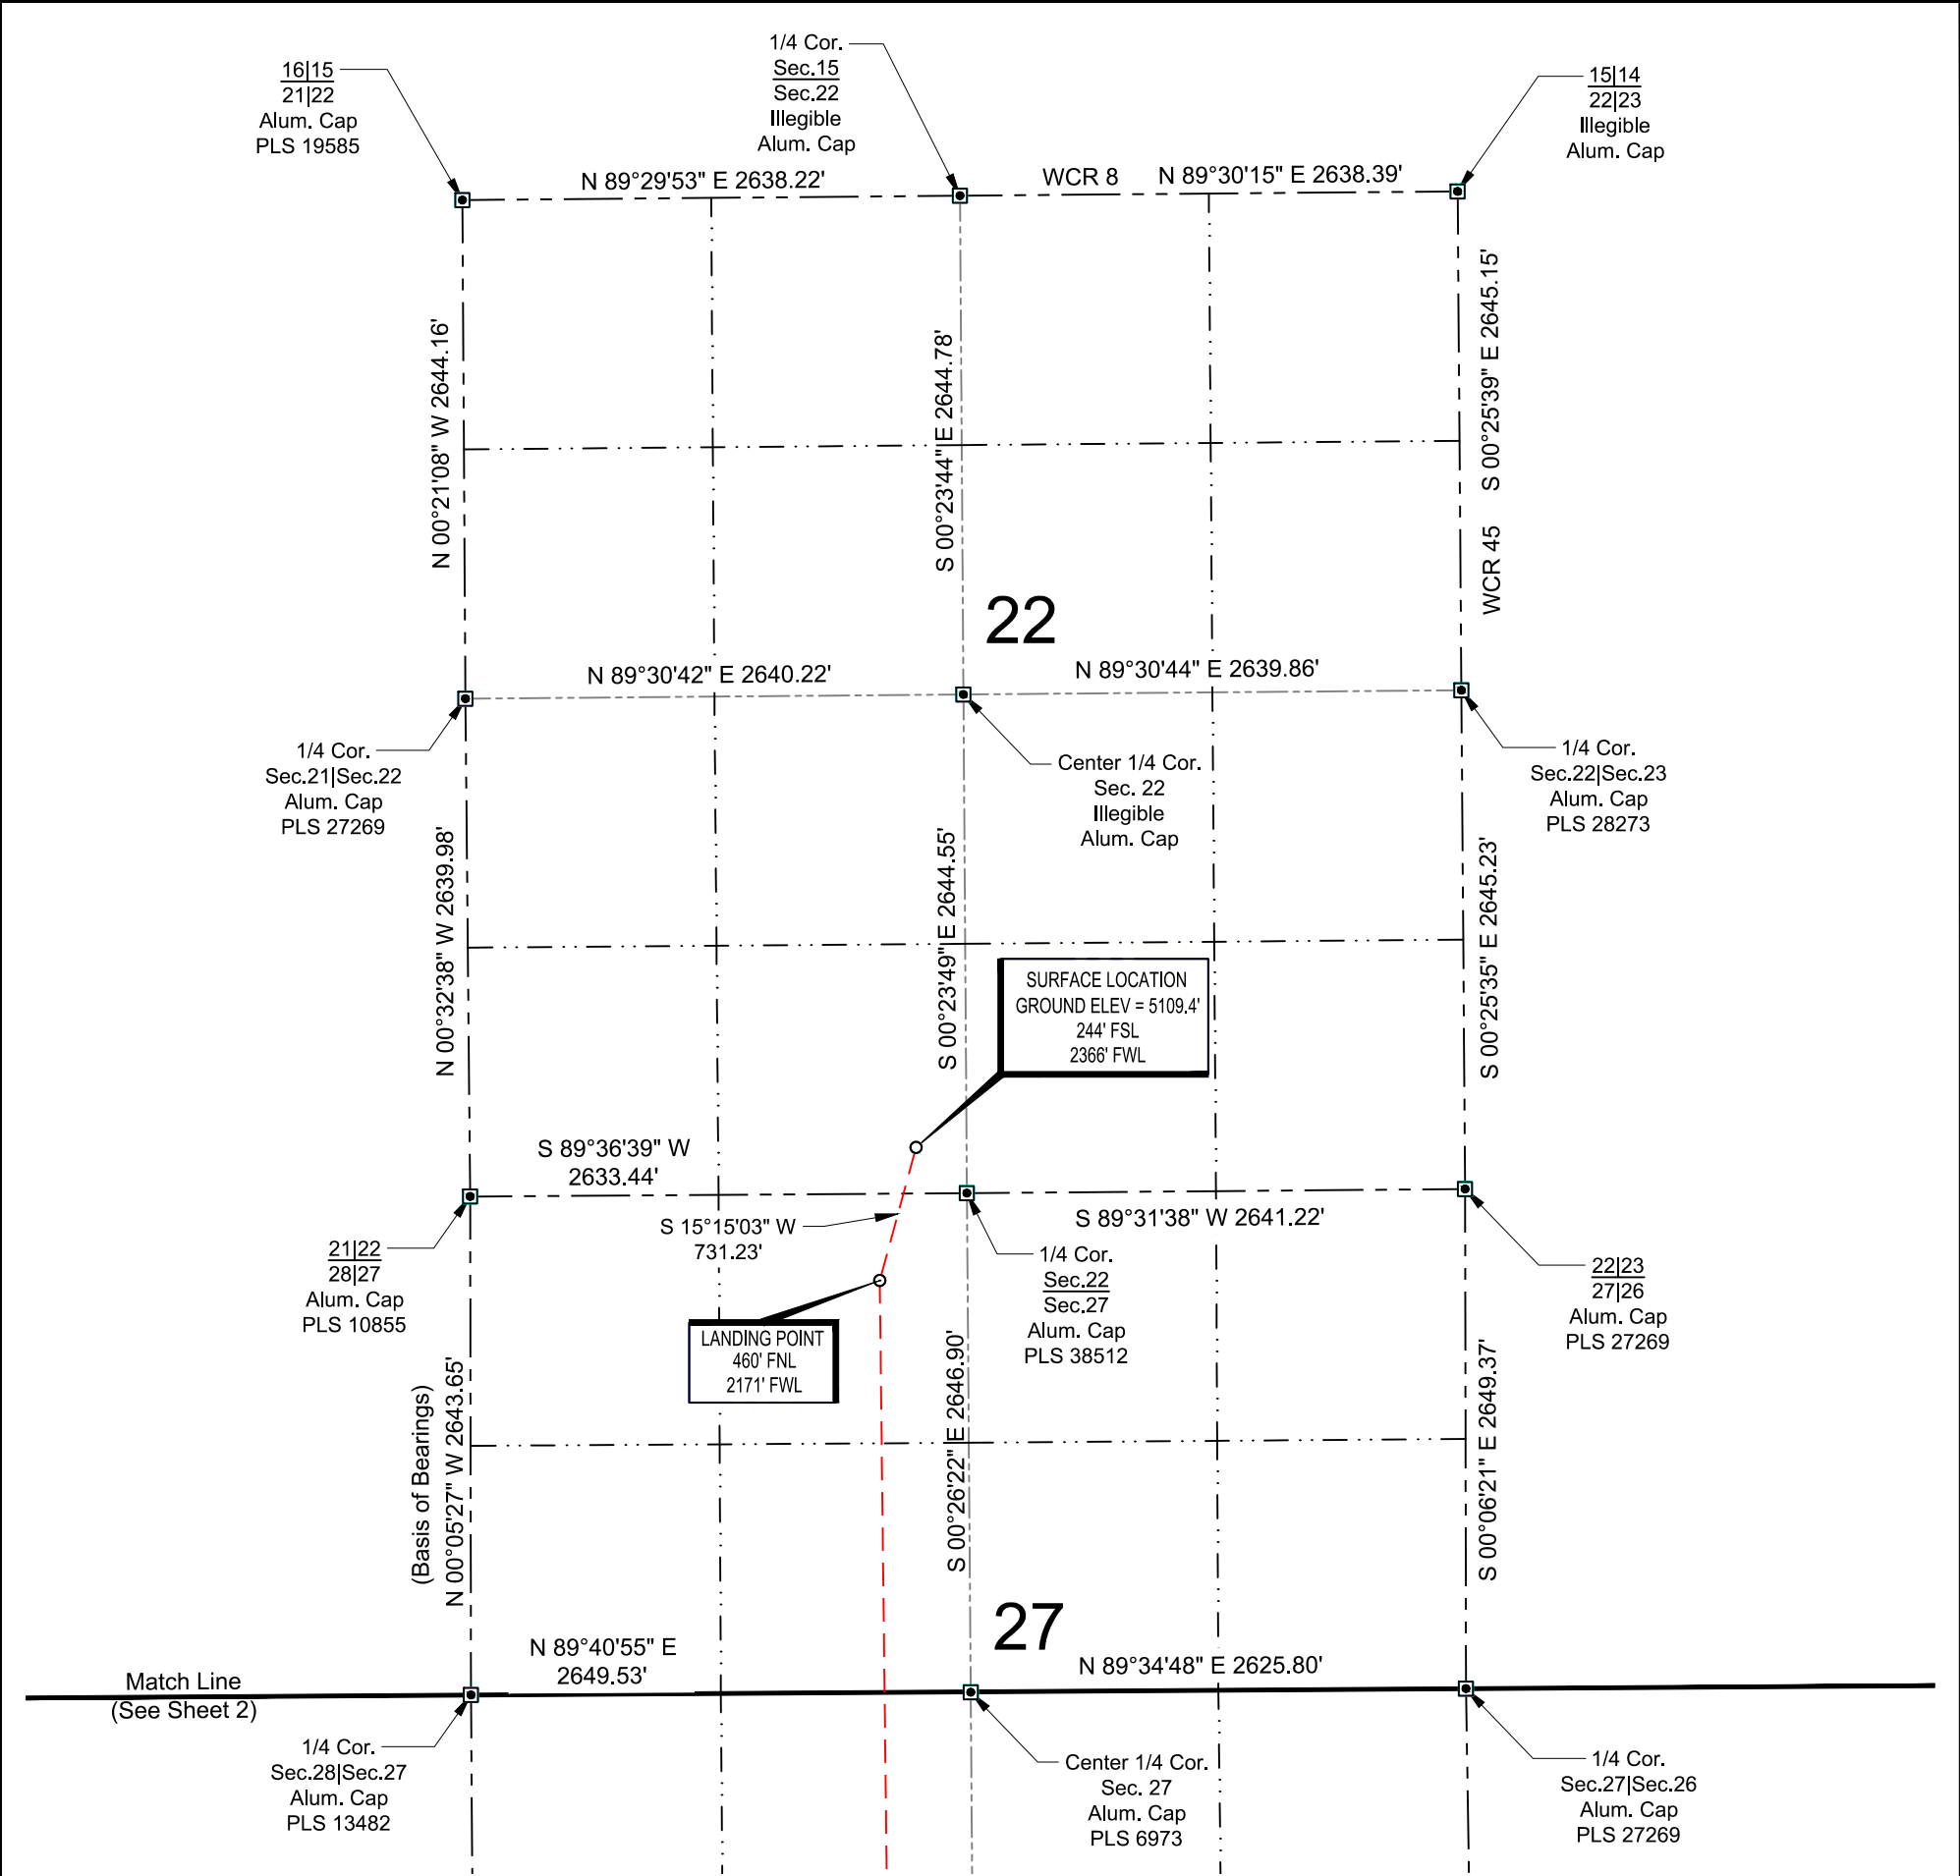 16|15
21|22
Alum. Cap
PLS 19585
1/4 Cor.
Sec.15
Sec.22
Illegible
Alum. Cap
15|14
22|23
Illegible
Alum. Cap
N 89°29'53" E 2638.22'
WCR 8
N 89°30'15" E 2638.39'
N 00°21'08" W 2644.16'
S 00°23'44" E 2644.78'
S 00°25'39" E 2645.15'
WCR 45
22
N 89°30'42" E 2640.22'
N 89°30'44" E 2639.86'
1/4 Cor.
Sec.21|Sec.22
Alum. Cap
PLS 27269
Center 1/4 Cor.
Sec. 22
Illegible
Alum. Cap
1/4 Cor.
Sec.22|Sec.23
Alum. Cap
PLS 28273
N 00°32'38" W 2639.98'
S 00°23'49" E 2644.55'
S 00°25'35" E 2645.23'
SURFACE LOCATION
GROUND ELEV = 5109.4'
244' FSL
2366' FWL
S 89°36'39" W
2633.44'
S 15°15'03" W
731.23'
S 89°31'38" W 2641.22'
21|22
28|27
Alum. Cap
PLS 10855
1/4 Cor.
Sec.22
Sec.27
Alum. Cap
PLS 38512
22|23
27|26
Alum. Cap
PLS 27269
LANDING POINT
460' FNL
2171' FWL
(Basis of Bearings)
N 00°05'27" W 2643.65'
S 00°26'22" E 2646.90'
S 00°06'21" E 2649.37'
27
N 89°40'55" E
2649.53'
N 89°34'48" E 2625.80'
Match Line
(See Sheet 2)
1/4 Cor.
Sec.28|Sec.27
Alum. Cap
PLS 13482
Center 1/4 Cor.
Sec. 27
Alum. Cap
PLS 6973
1/4 Cor.
Sec.27|Sec.26
Alum. Cap
PLS 27269